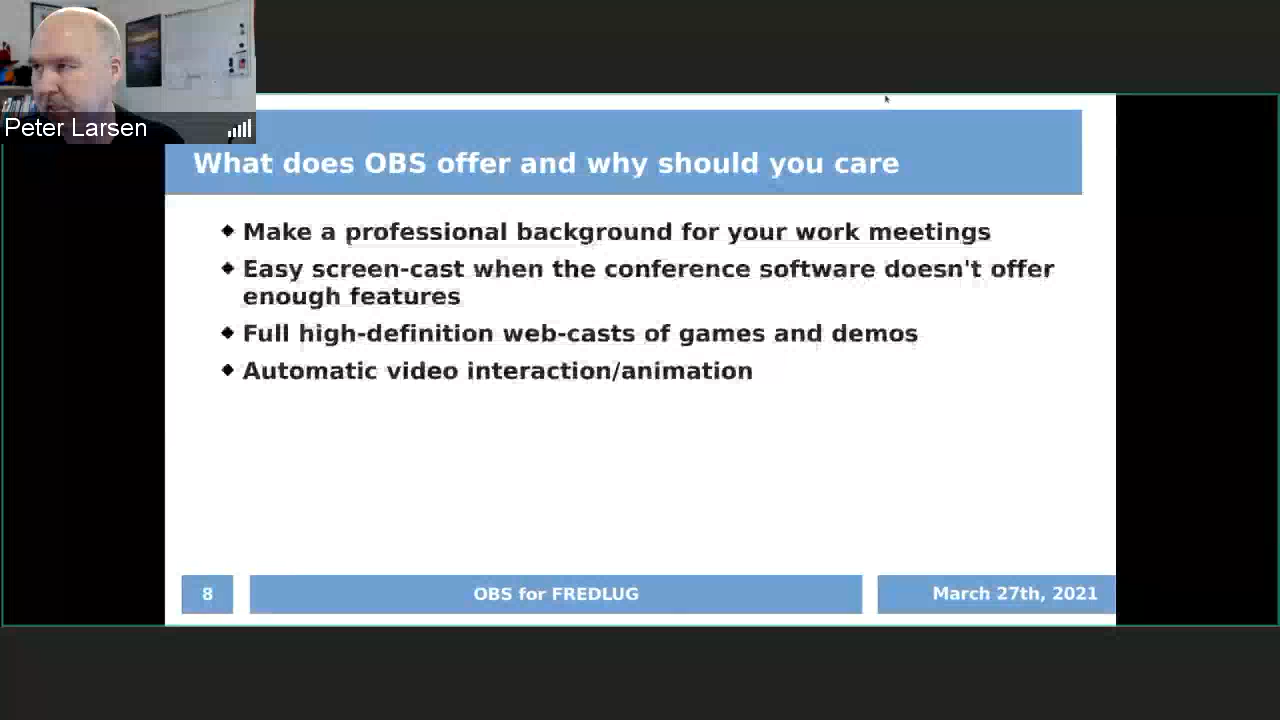 Peter Larsen
What does OBS offer and why should you care
Make a professional background for your work meetings
Easy screen-cast when the conference software doesn't offer
enough features
Full high-definition web-casts of games and demos
Automatic video interaction/animation
8
OBS for FREDLUG
March 27th, 2021